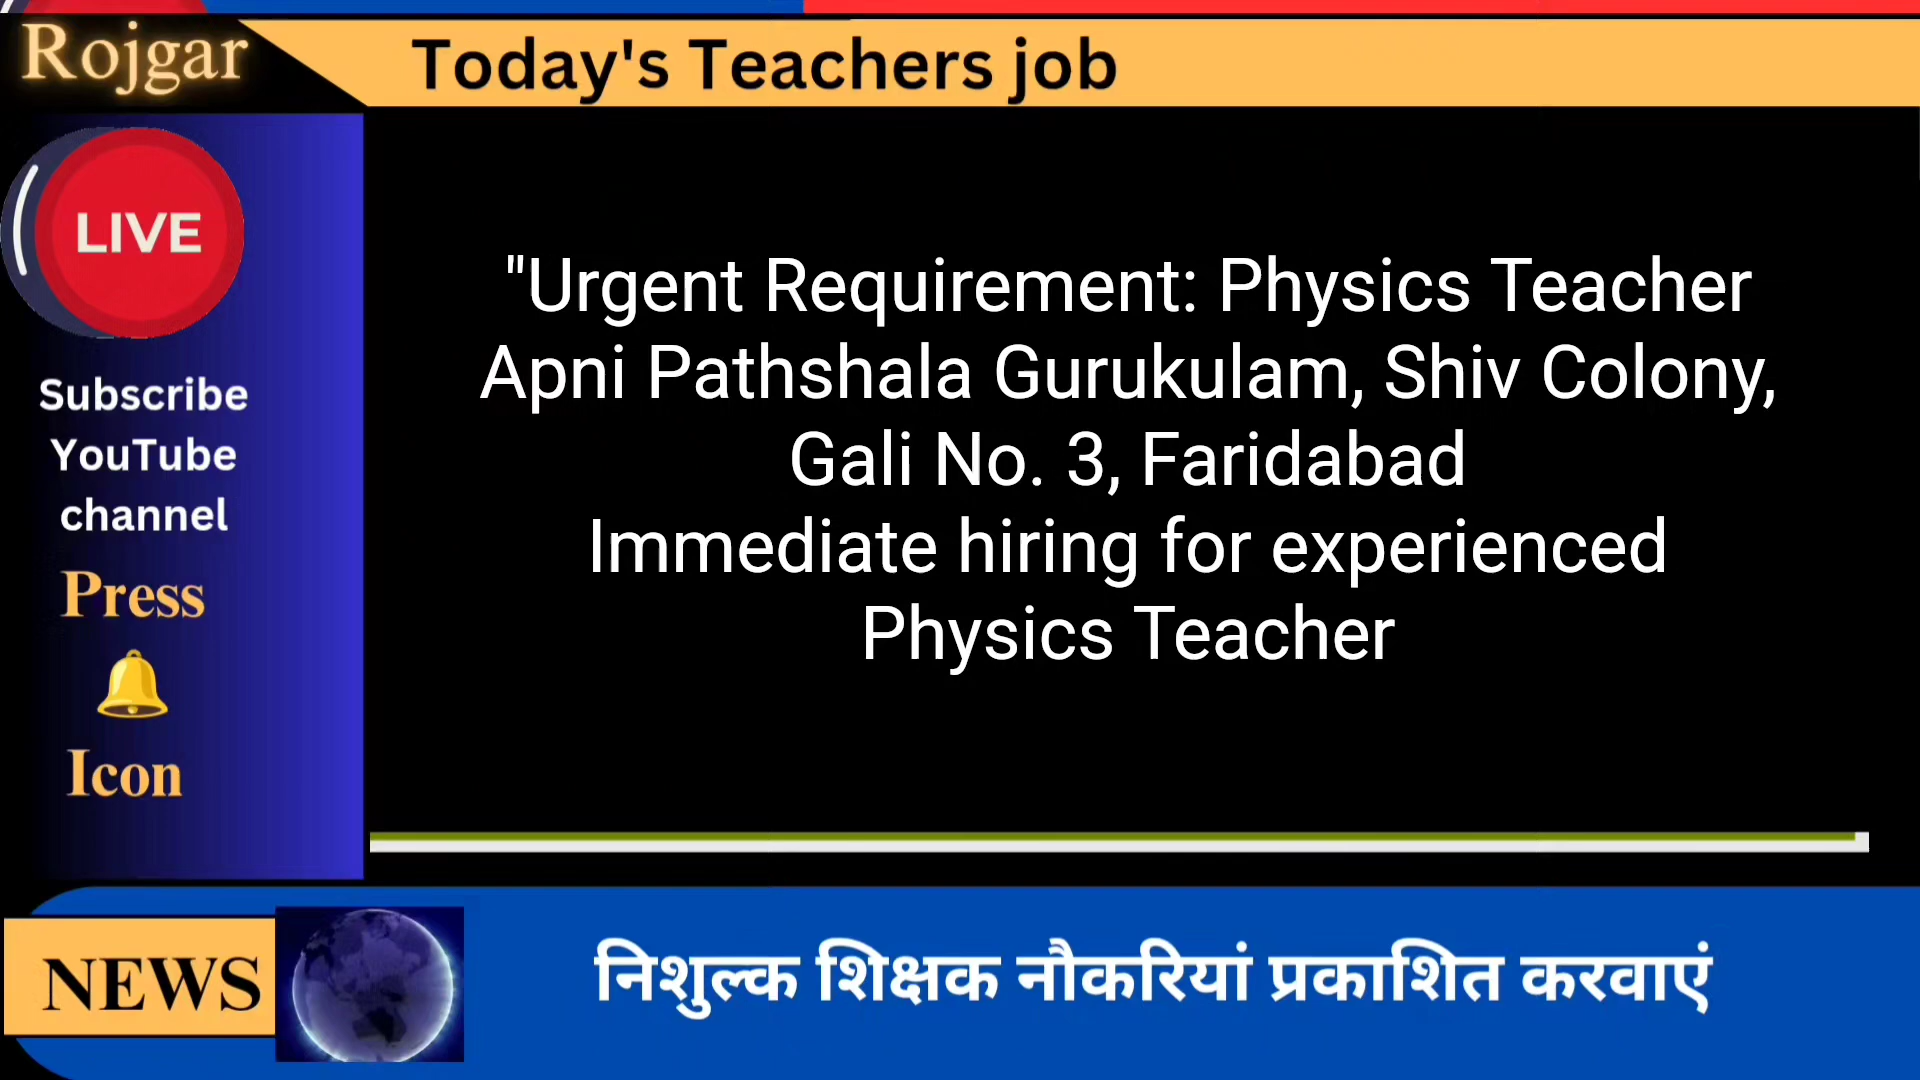 Rojgar
Today's Teachers job
LIVE
Subscribe
YouTube
channel
Press
Icon
"Urgent Requirement: Physics Teacher
Apni Pathshala Gurukulam, Shiv Colony,
Gali No. 3, Faridabad
Immediate hiring for experienced
Physics Teacher
NEWS
निशुल्क शिक्षक नौकरियां प्रकाशित करवाएं